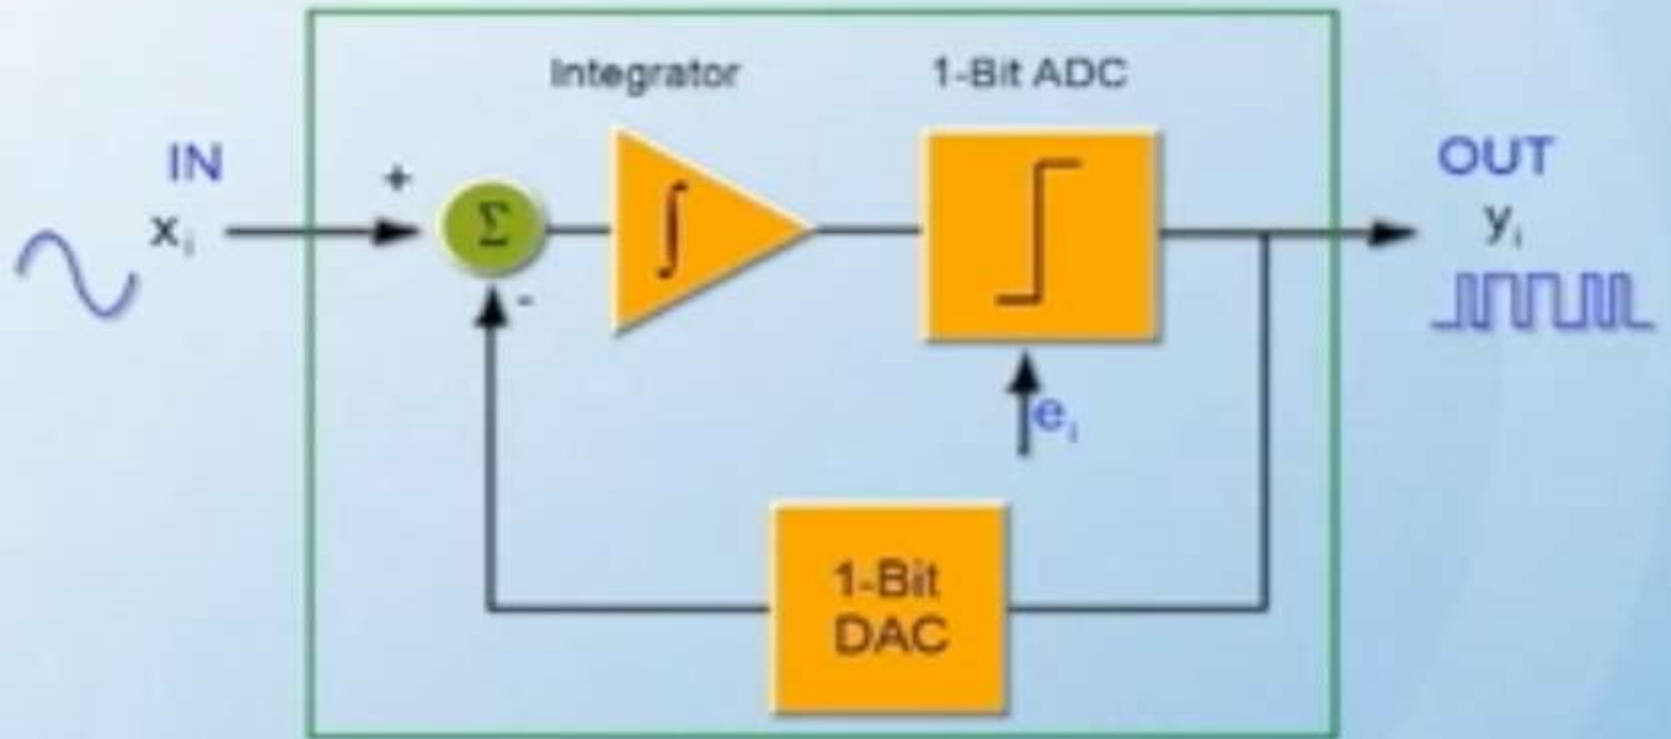 Integrator
1-Bit ADC
IN
OUT
+
xᵢ
Σ
∫
yᵢ
-
eᵢ
1-Bit
DAC